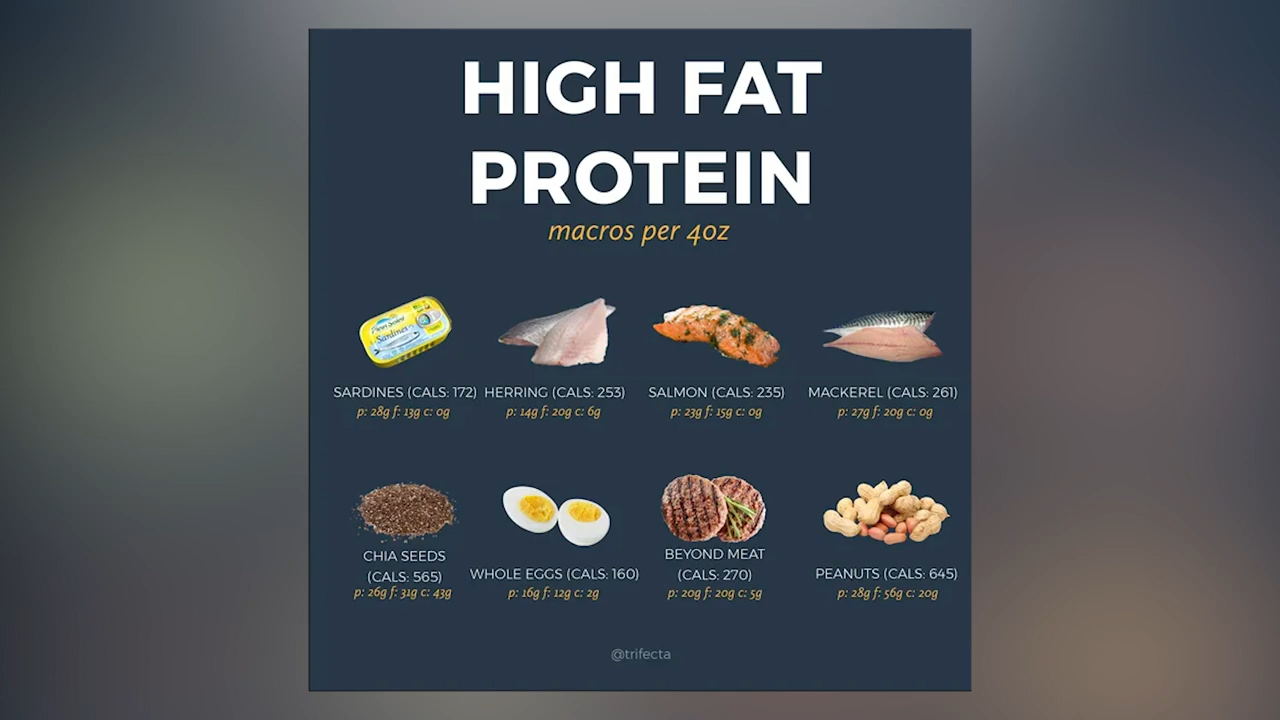 HIGH FAT
PROTEIN
macros per 4oz
Sardines
SARDINES (CALS: 172)
p: 28g f: 13g c: 0g
HERRING (CALS: 253)
p: 14g f: 20g c: 6g
SALMON (CALS: 235)
p: 23g f: 15g c: 0g
MACKEREL (CALS: 261)
p: 27g f: 20g c: 0g
CHIA SEEDS
(CALS: 565)
p: 26g f: 31g c: 43g
WHOLE EGGS (CALS: 160)
p: 16g f: 12g c: 2g
BEYOND MEAT
(CALS: 270)
p: 20g f: 20g c: 5g
PEANUTS (CALS: 645)
p: 28g f: 56g c: 20g
@trifecta